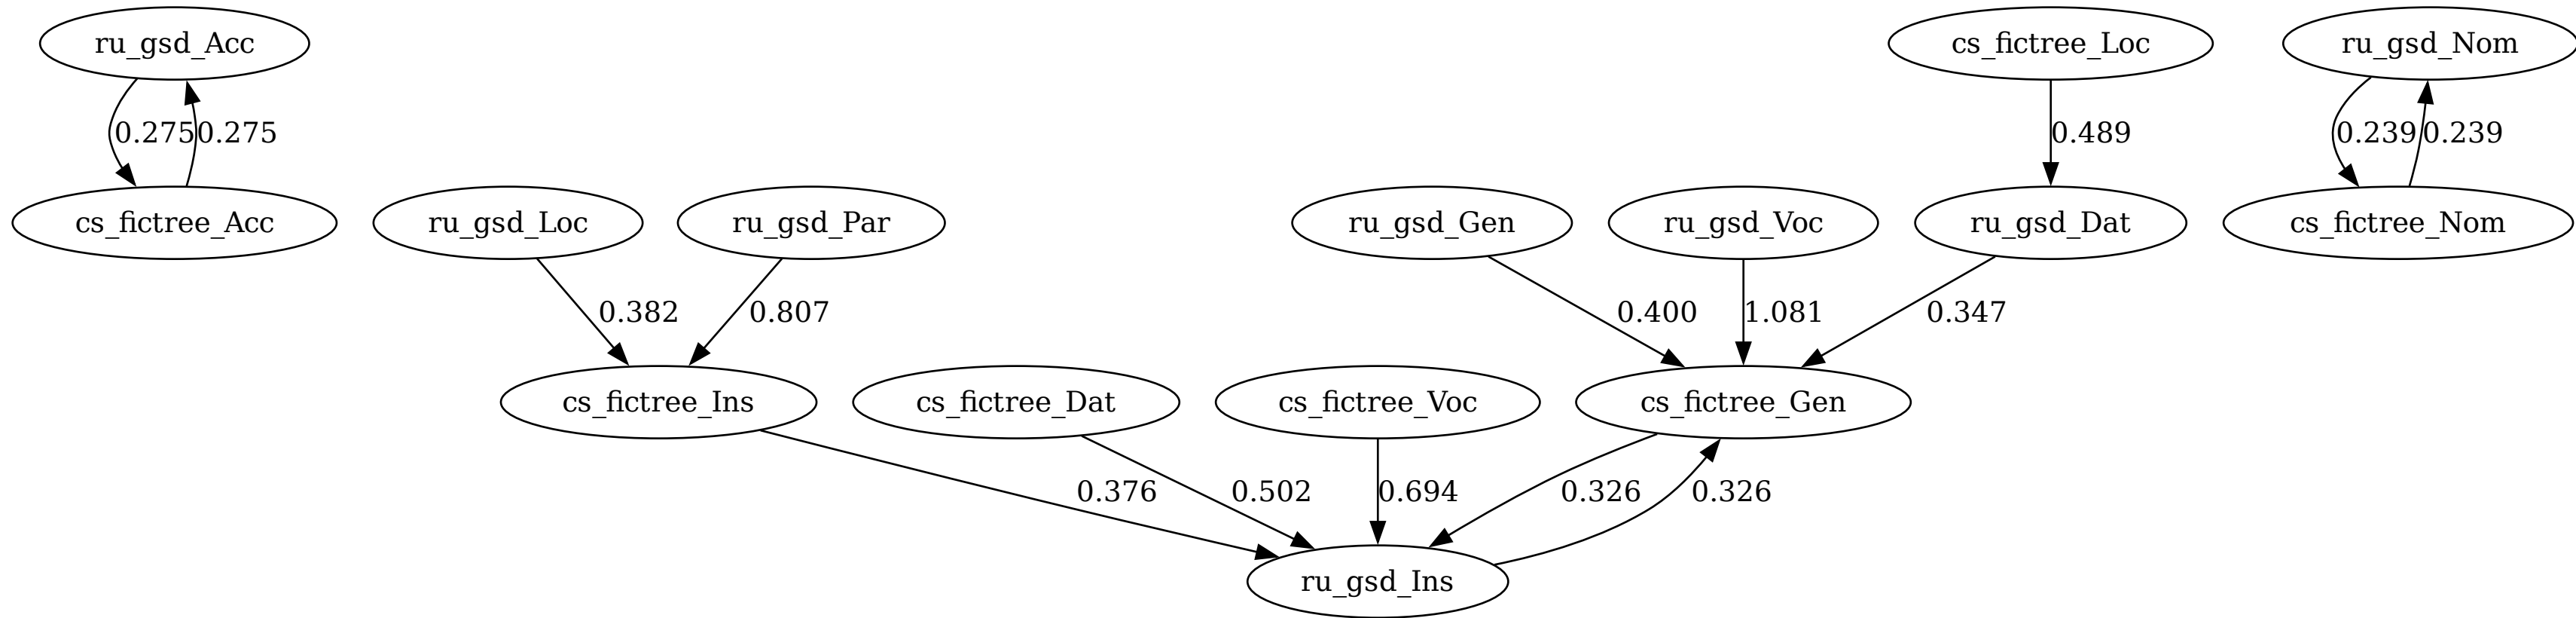 ru_gsd_Acc
cs_fictree_Loc
ru_gsd_Nom
0.275
0.275
0.489
0.239
0.239
cs_fictree_Acc
ru_gsd_Loc
ru_gsd_Par
ru_gsd_Gen
ru_gsd_Voc
ru_gsd_Dat
cs_fictree_Nom
0.382
0.807
0.400
1.081
0.347
cs_fictree_Ins
cs_fictree_Dat
cs_fictree_Voc
cs_fictree_Gen
0.376
0.502
0.694
0.326
0.326
ru_gsd_Ins